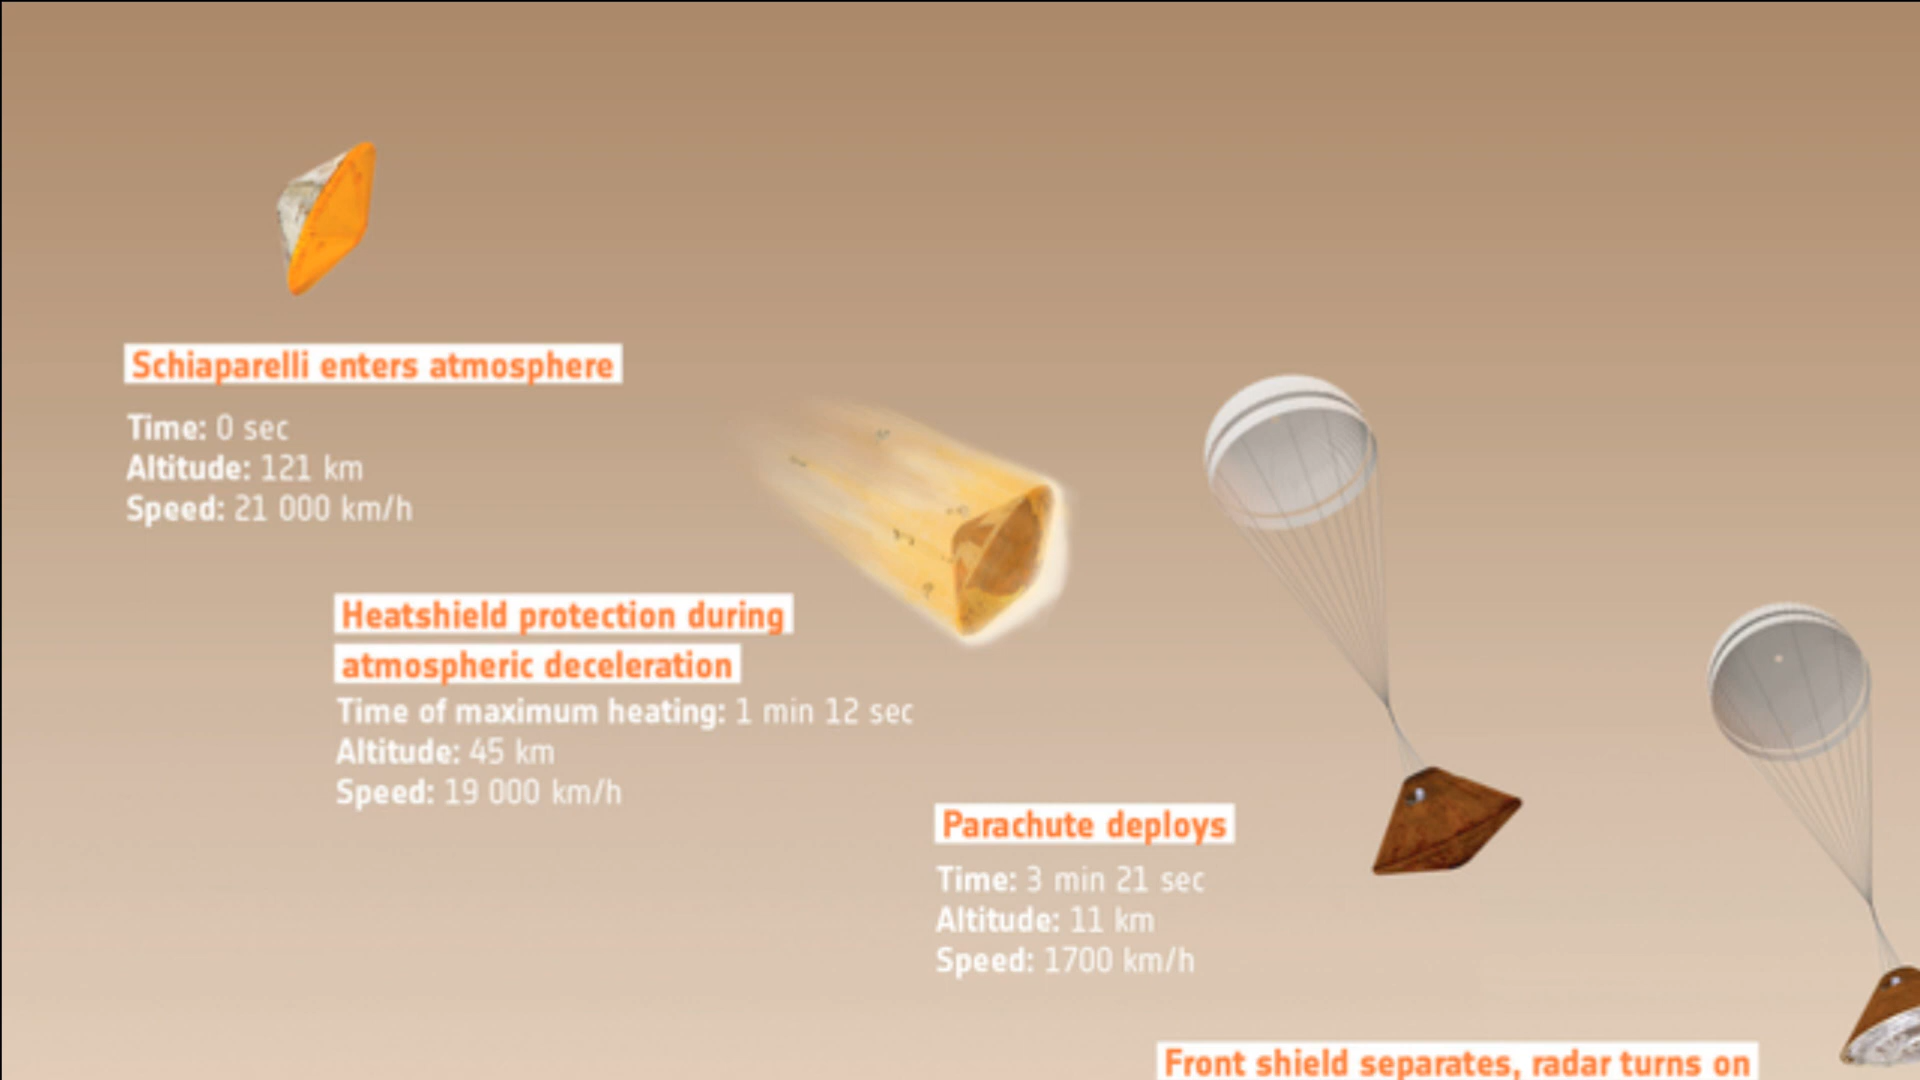 Schiaparelli enters atmosphere
Time: 0 sec
Altitude: 121 km
Speed: 21 000 km/h
Heatshield protection during
atmospheric deceleration
Time of maximum heating: 1 min 12 sec
Altitude: 45 km
Speed: 19 000 km/h
Parachute deploys
Time: 3 min 21 sec
Altitude: 11 km
Speed: 1700 km/h
Front shield separates, radar turns on